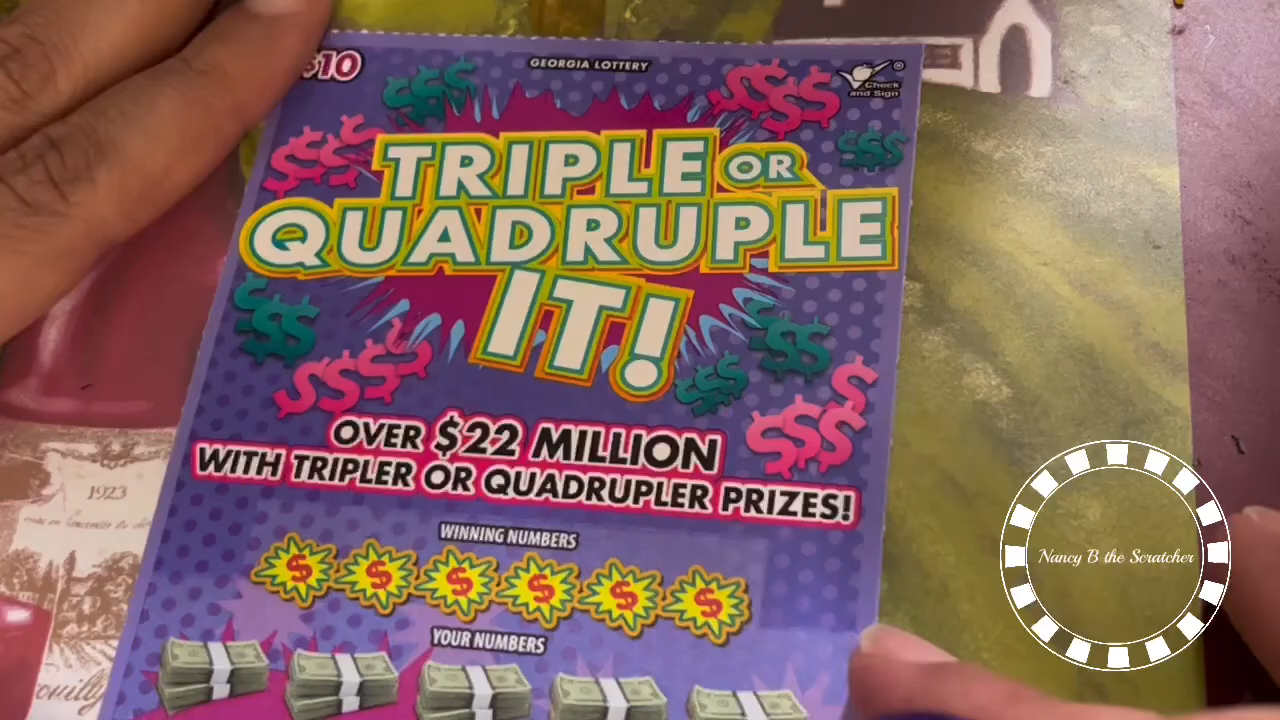 $10
GEORGIA LOTTERY
Check
and Sign
®
TRIPLE OR
QUADRUPLE
IT!
OVER $22 MILLION
WITH TRIPLER OR QUADRUPLER PRIZES!
WINNING NUMBERS
YOUR NUMBERS
1923
Nancy B the Scratcher